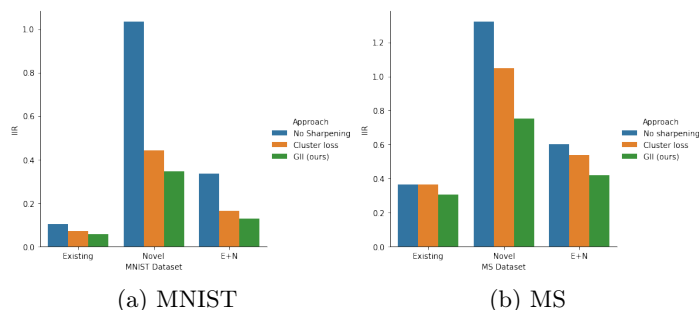 1.0
0.8
0.6
0.4
0.2
0.0
IIR
Existing
Novel
E+N
MNIST Dataset
Approach
No Sharpening
Cluster loss
GII (ours)
(a) MNIST
1.2
1.0
0.8
0.6
0.4
0.2
0.0
IIR
Existing
Novel
E+N
MS Dataset
Approach
No sharpening
Cluster loss
GII (ours)
(b) MS